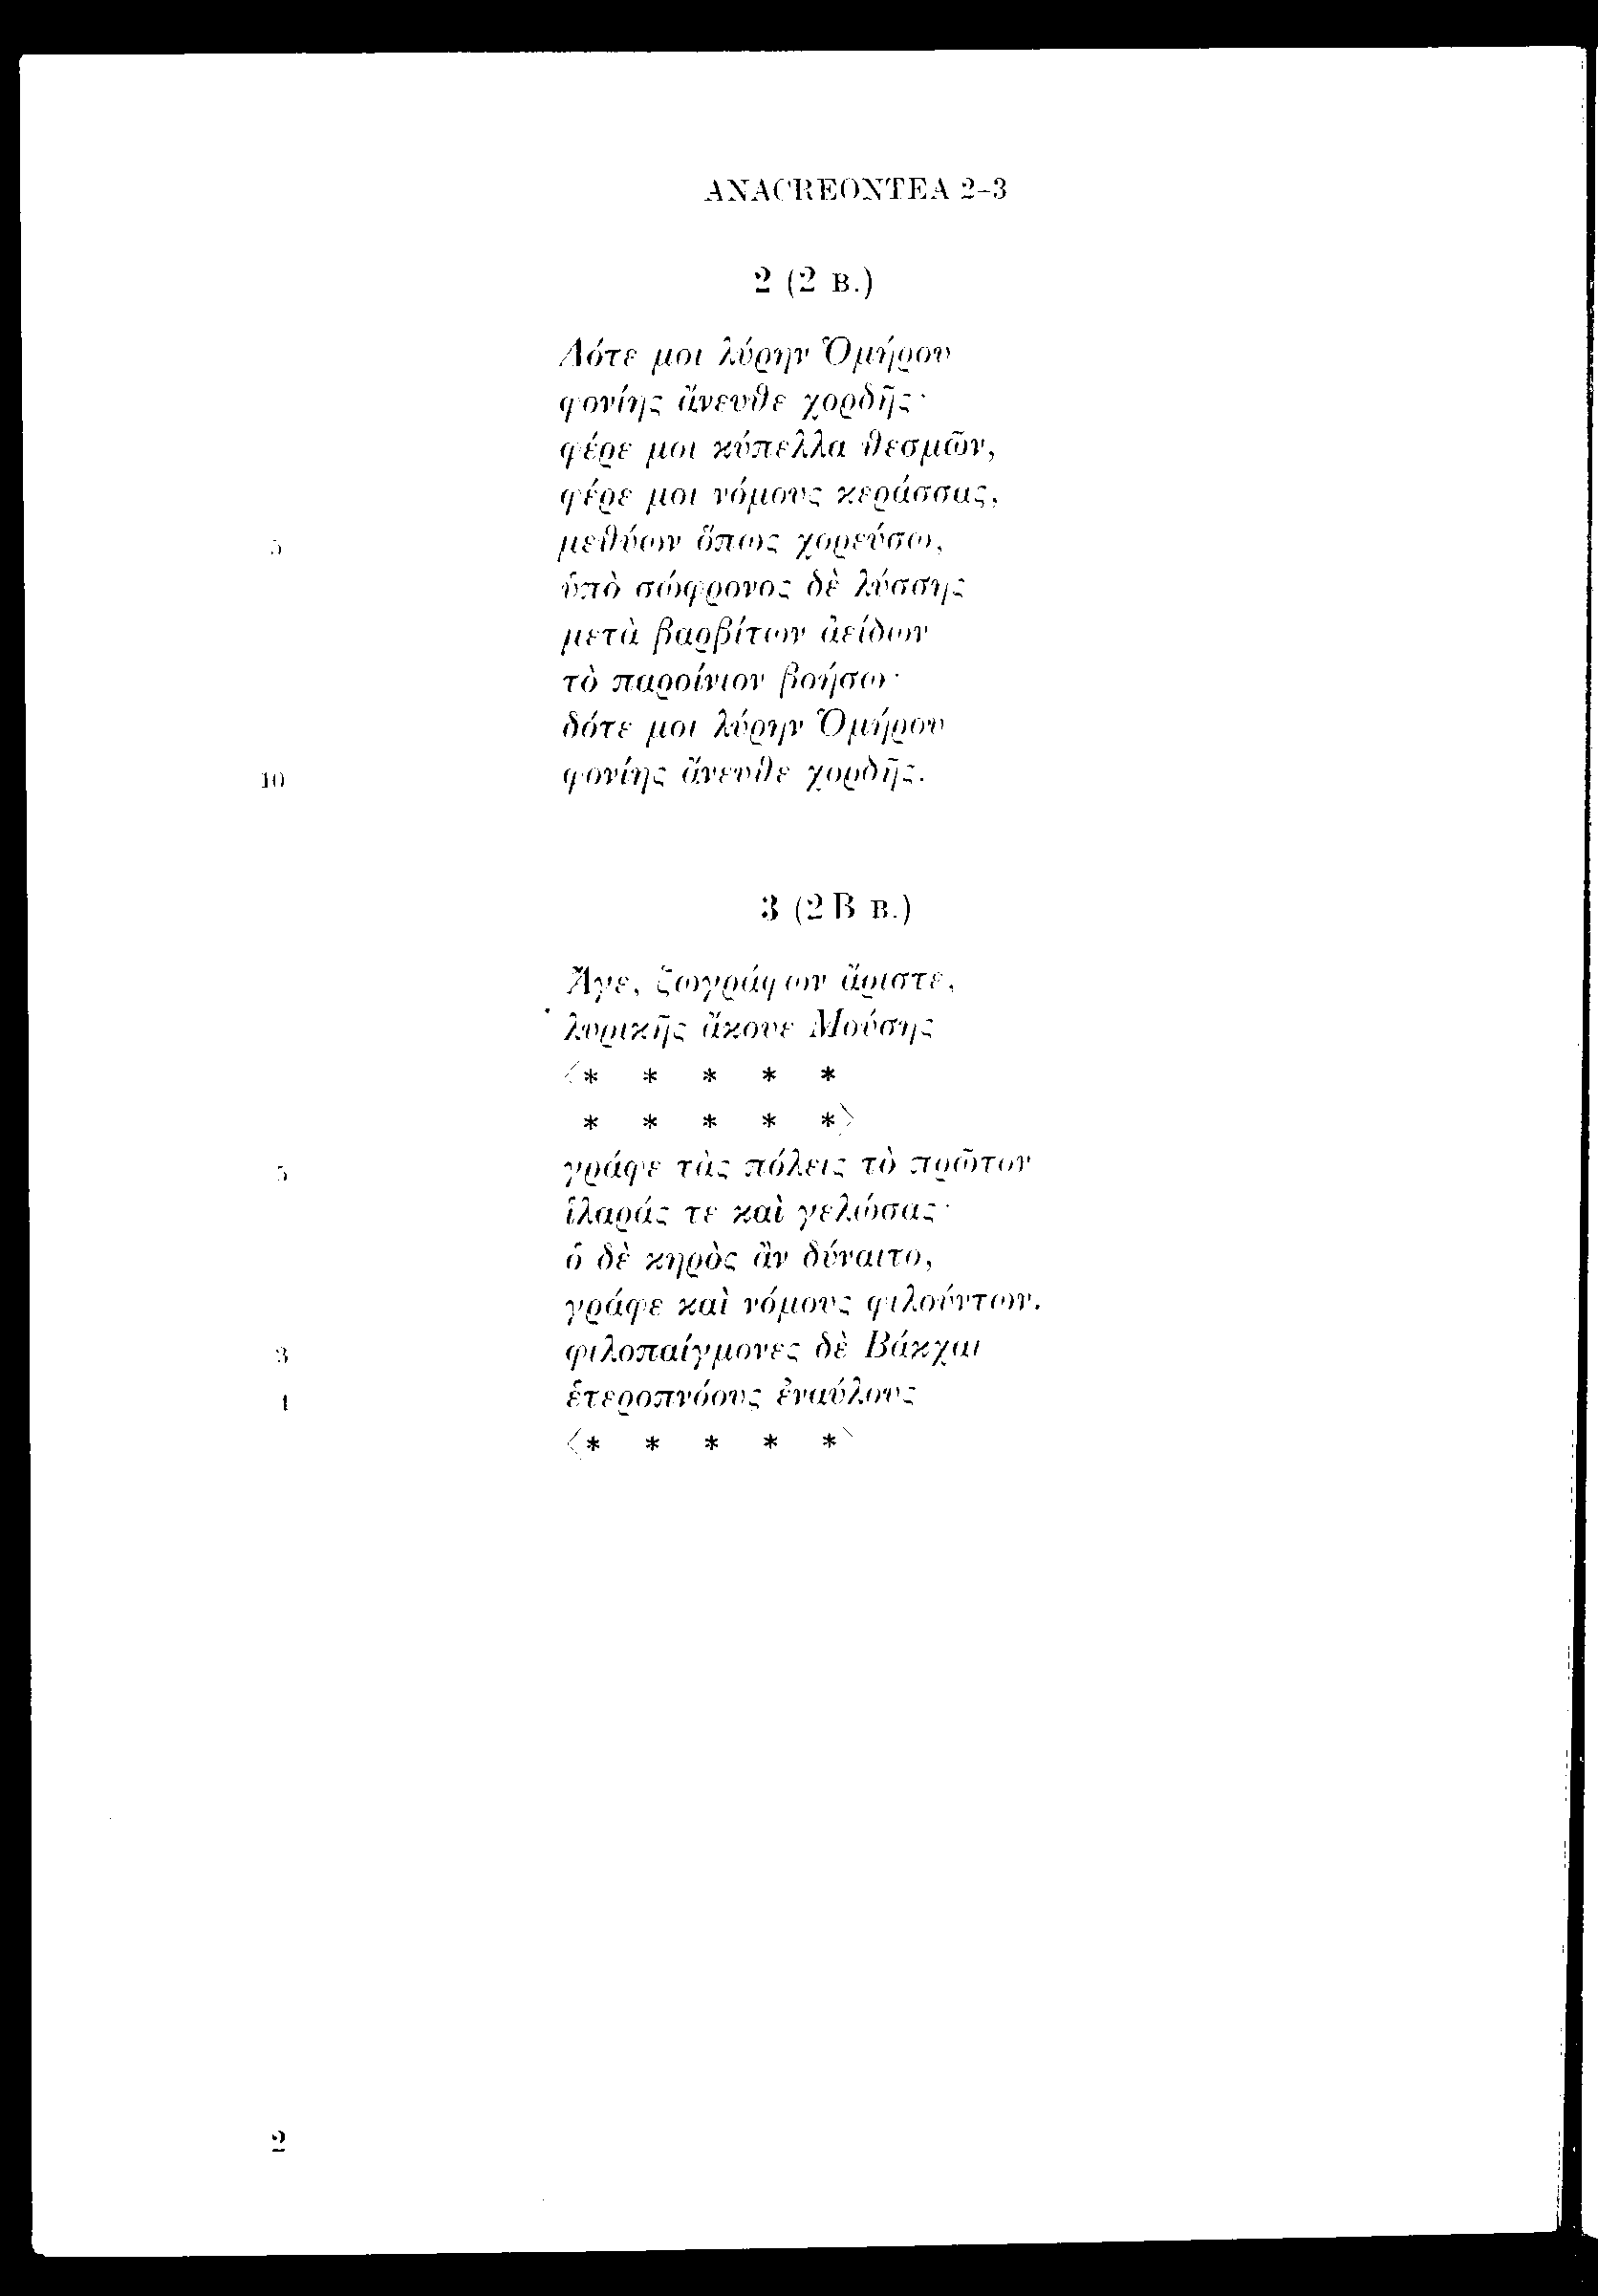 ANACREONTEA 2–3
2 (2 B.)
Δότε μοι λύρην Ὁμήρου
φονίης ἄνευθε χορδῆς·
φέρε μοι κύπελλα θεσμῶν,
φέρε μοι νόμους κεράσσας,
5 μεθύων ὅπως χορεύσω,
ὑπὸ σώφρονος δὲ λύσσης
μετὰ βαρβίτων ἀείδων
τὸ παροίνιον βοήσω·
δότε μοι λύρην Ὁμήρου
10 φονίης ἄνευθε χορδῆς.
3 (2 B B.)
Ἄγε, ζωγράφων ἄριστε,
λυρικῆς ἄκουε Μούσης
⟨* * * * *
* * * * *⟩
5 γράφε τὰς πόλεις τὸ πρῶτον
ἱλαράς τε καὶ γελώσας·
ὁ δὲ κηρὸς ἂν δύναιτο,
γράφε καὶ νόμους φιλούντων.
3 φιλοπαίγμονες δὲ Βάκχαι
4 ἑτεροπνόους ἐναύλους
⟨* * * * *⟩
2